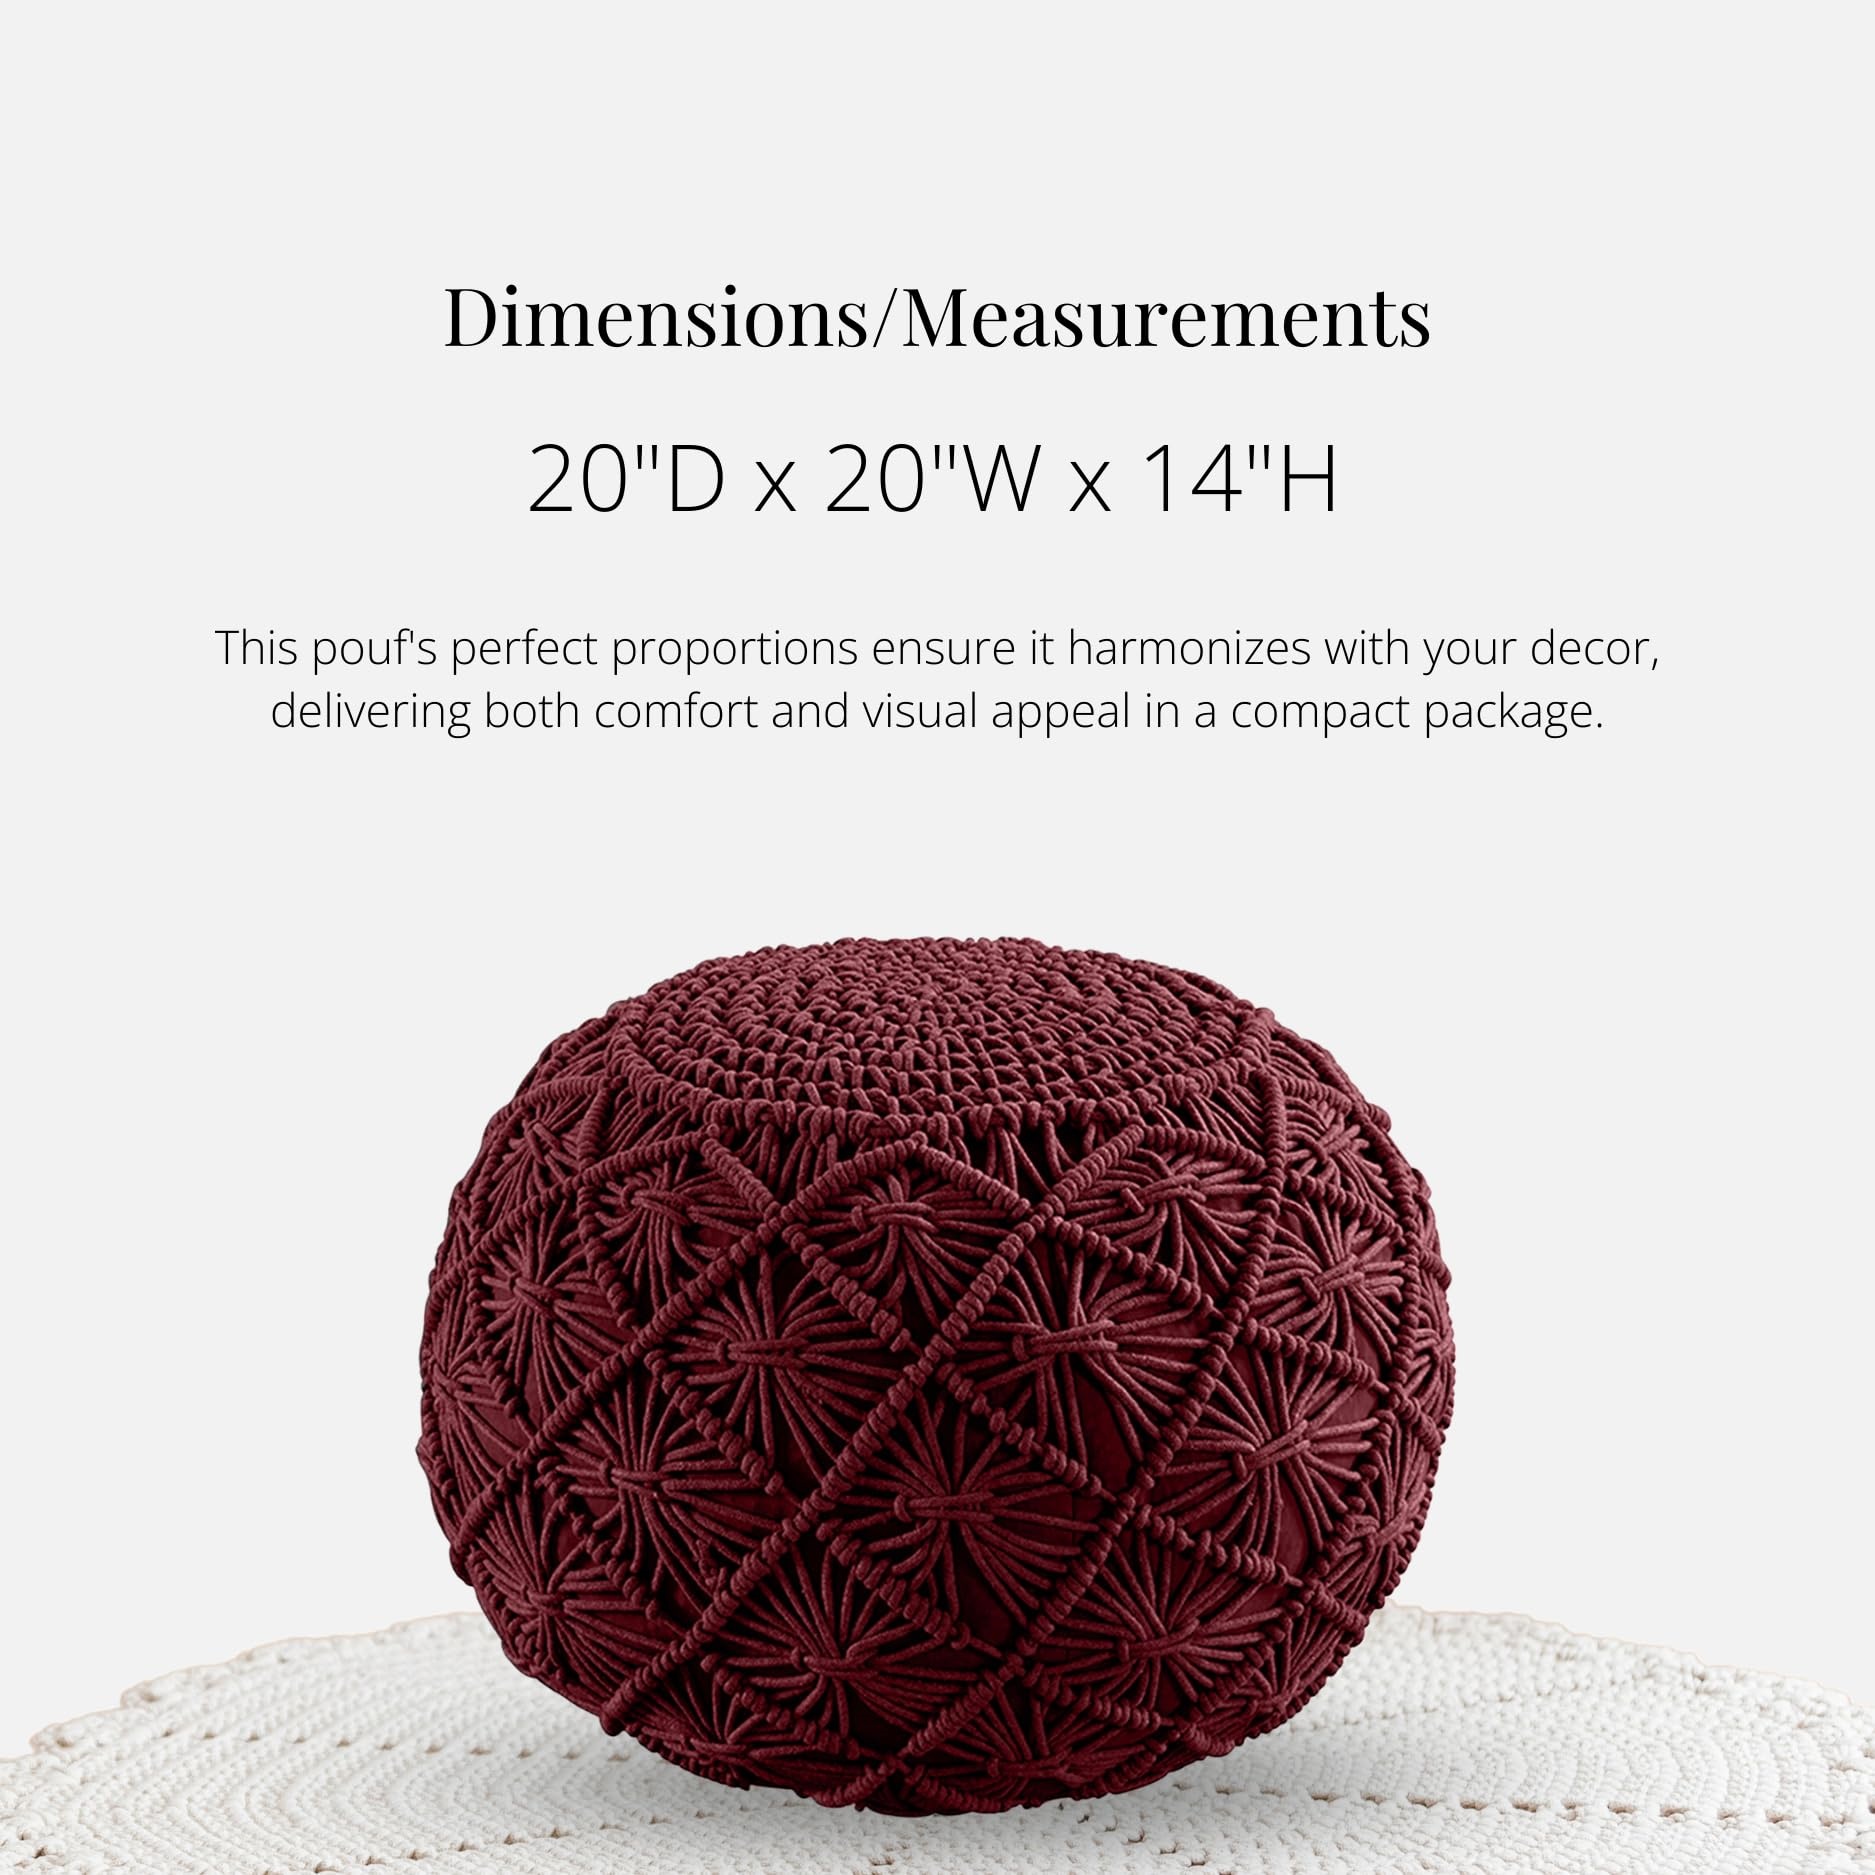 Dimensions/Measurements
20"D x 20"W x 14"H
This pouf's perfect proportions ensure it harmonizes with your decor,
delivering both comfort and visual appeal in a compact package.